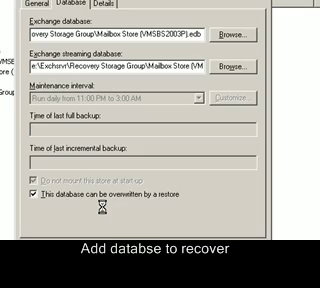 General Database Details
Exchange database:
overy Storage Group\Mailbox Store (VMSBS2003P).edb
Browse...
Exchange streaming database:
e:\Exchsrvr\Recovery Storage Group\Mailbox Store (VM
Browse...
Maintenance interval:
Run daily from 11:00 PM to 3:00 AM
Customize...
Time of last full backup:
Time of last incremental backup:
Do not mount this store at start-up
This database can be overwritten by a restore
Add databse to recover